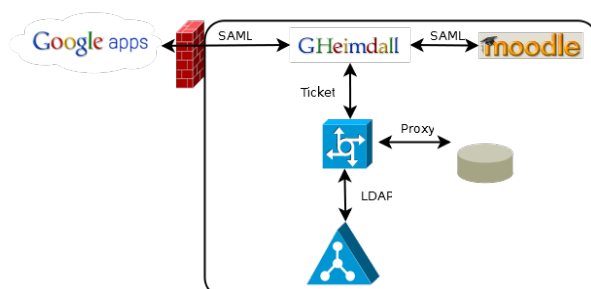 Google apps
SAML
GHeimdall
SAML
moodle
Ticket
Proxy
LDAP